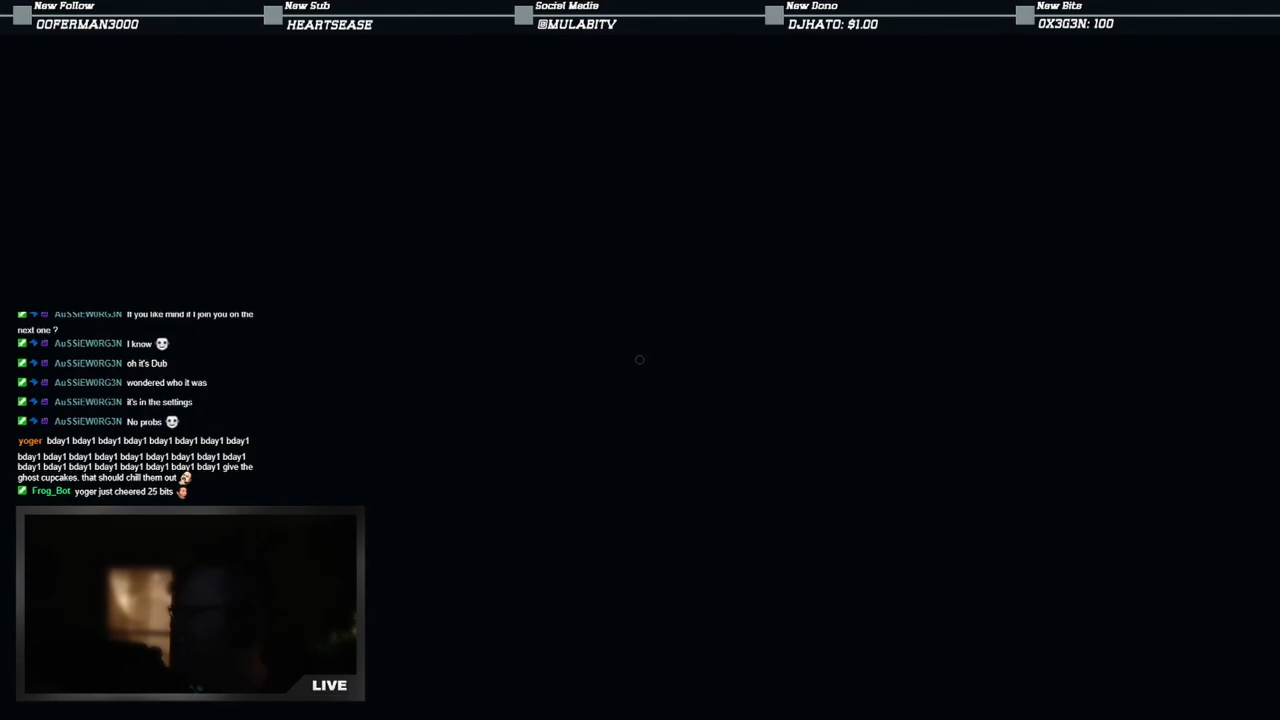 New Follow
OOFERMAN3000
New Sub
HEARTSEASE
Social Media
@MULABITV
New Dono
DJHATO: $1.00
New Bits
0X3G3N: 100
AuSSiEW0RG3N If you like mind if I join you on the
next one ?
AuSSiEW0RG3N I know
AuSSiEW0RG3N oh it's Dub
AuSSiEW0RG3N wondered who it was
AuSSiEW0RG3N it's in the settings
AuSSiEW0RG3N No probs
yoger bday1 bday1 bday1 bday1 bday1 bday1 bday1 bday1
bday1 bday1 bday1 bday1 bday1 bday1 bday1 bday1 bday1
bday1 bday1 bday1 bday1 bday1 bday1 bday1 bday1 give the
ghost cupcakes. that should chill them out
Frog_Bot yoger just cheered 25 bits
LIVE